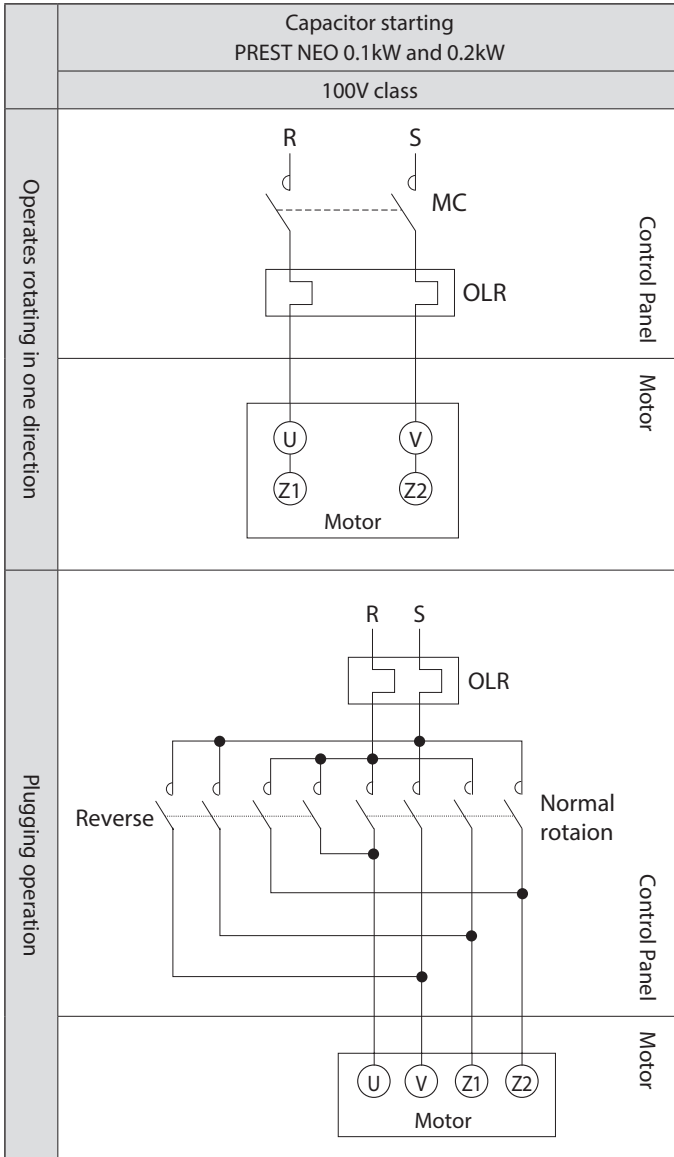 Capacitor starting
PREST NEO 0.1kW and 0.2kW
100V class
Operates rotating in one direction
R S
MC
OLR
Control Panel
Motor
U V
Z1 Z2
Motor
Plugging operation
R S
OLR
Reverse
Normal
rotaion
Control Panel
Motor
U V Z1 Z2
Motor